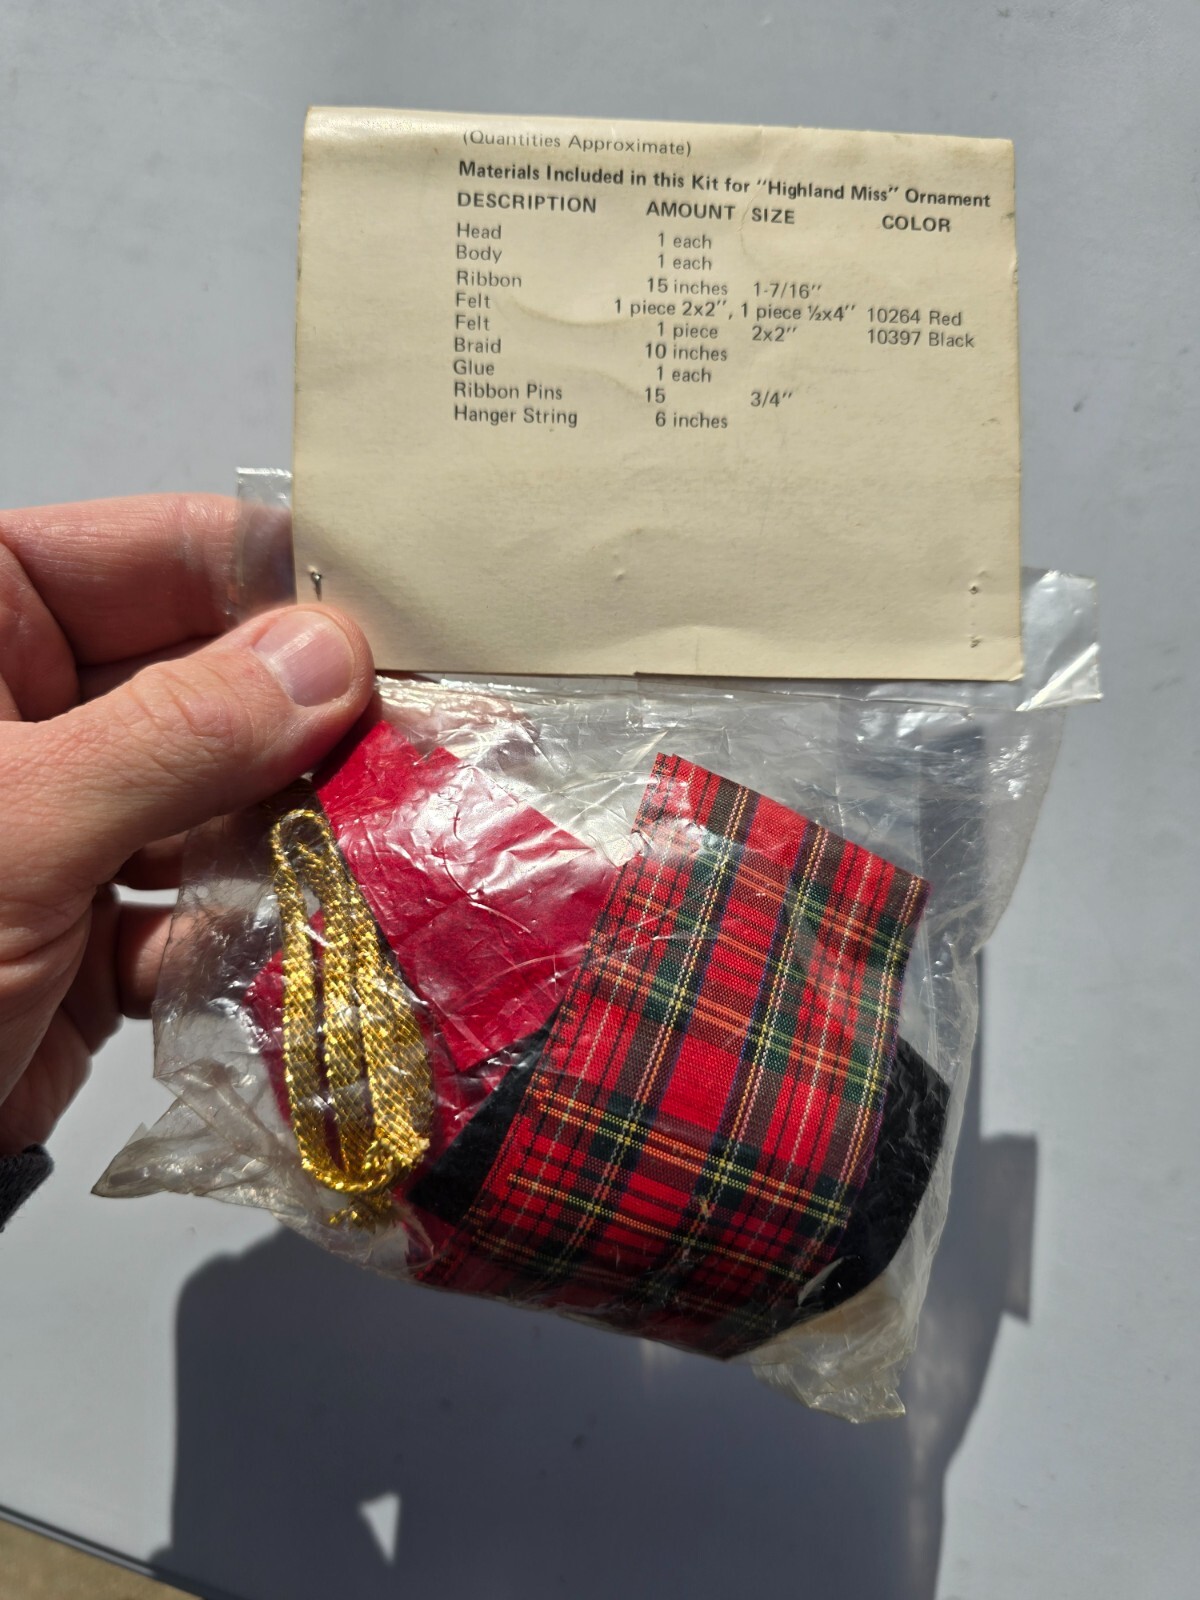 (Quantities Approximate)
Materials Included in this Kit for "Highland Miss" Ornament
DESCRIPTION AMOUNT SIZE COLOR
Head 1 each
Body 1 each
Ribbon 15 inches 1-7/16"
Felt 1 piece 2x2", 1 piece ½x4" 10264 Red
Felt 1 piece 2x2" 10397 Black
Braid 10 inches
Glue 1 each
Ribbon Pins 15 3/4"
Hanger String 6 inches